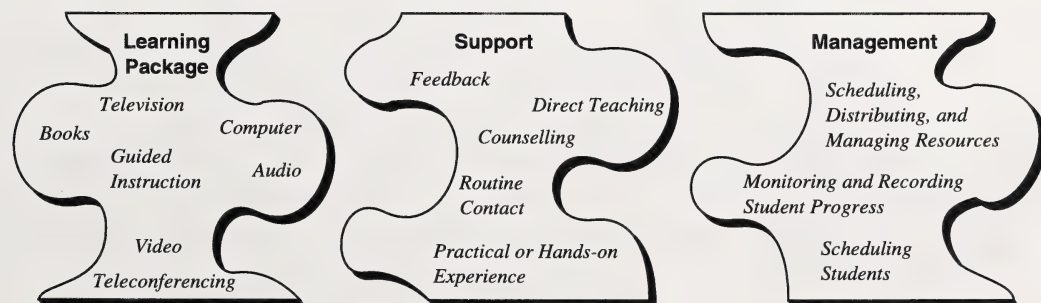 Learning
Package
Television
Books
Computer
Guided
Instruction
Audio
Video
Teleconferencing
Support
Feedback
Direct Teaching
Counselling
Routine
Contact
Practical or Hands-on
Experience
Management
Scheduling,
Distributing, and
Managing Resources
Monitoring and Recording
Student Progress
Scheduling
Students